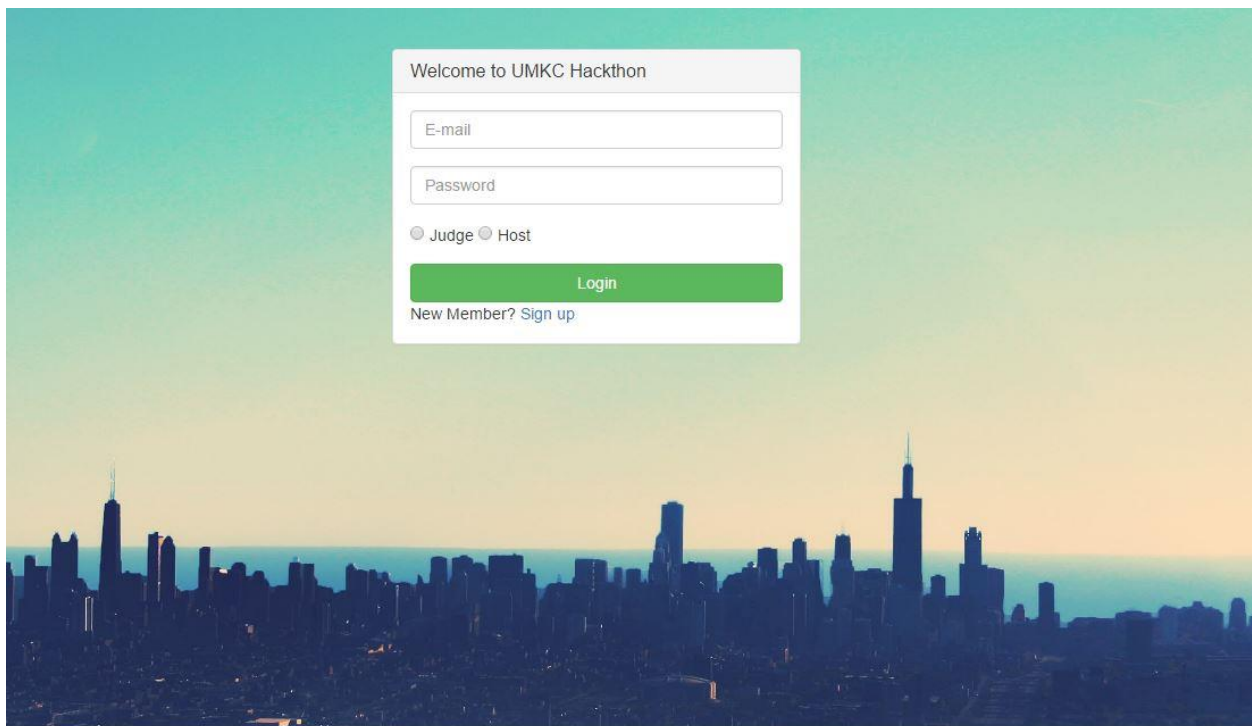 Welcome to UMKC Hackthon
E-mail
Password
Judge Host
Login
New Member? Sign up